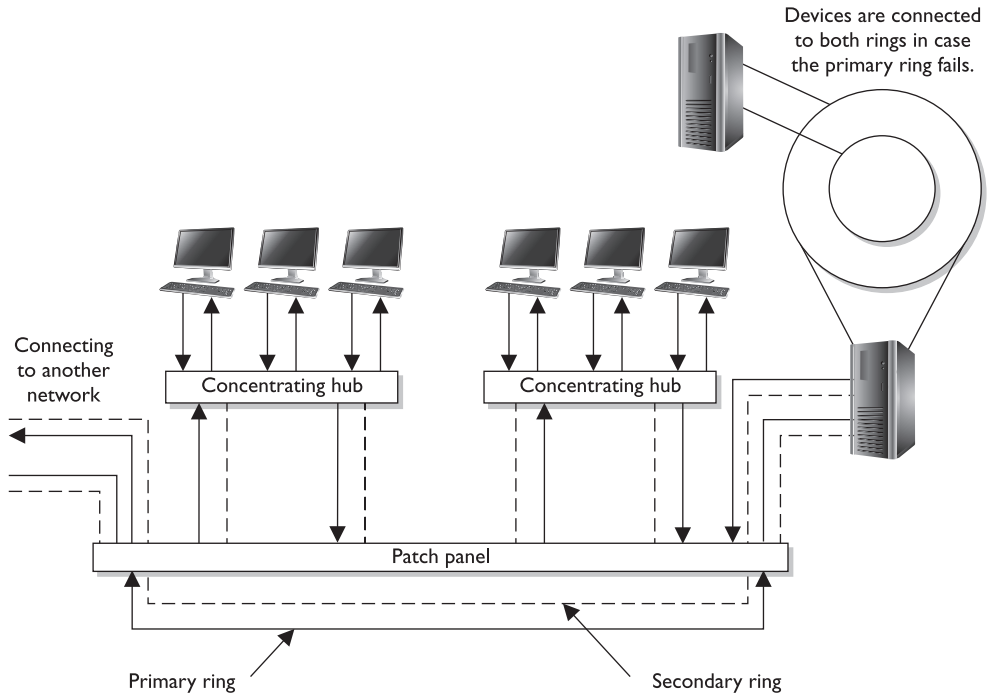 Devices are connected
to both rings in case
the primary ring fails.
Connecting
to another
network
Concentrating hub
Concentrating hub
Patch panel
Primary ring
Secondary ring